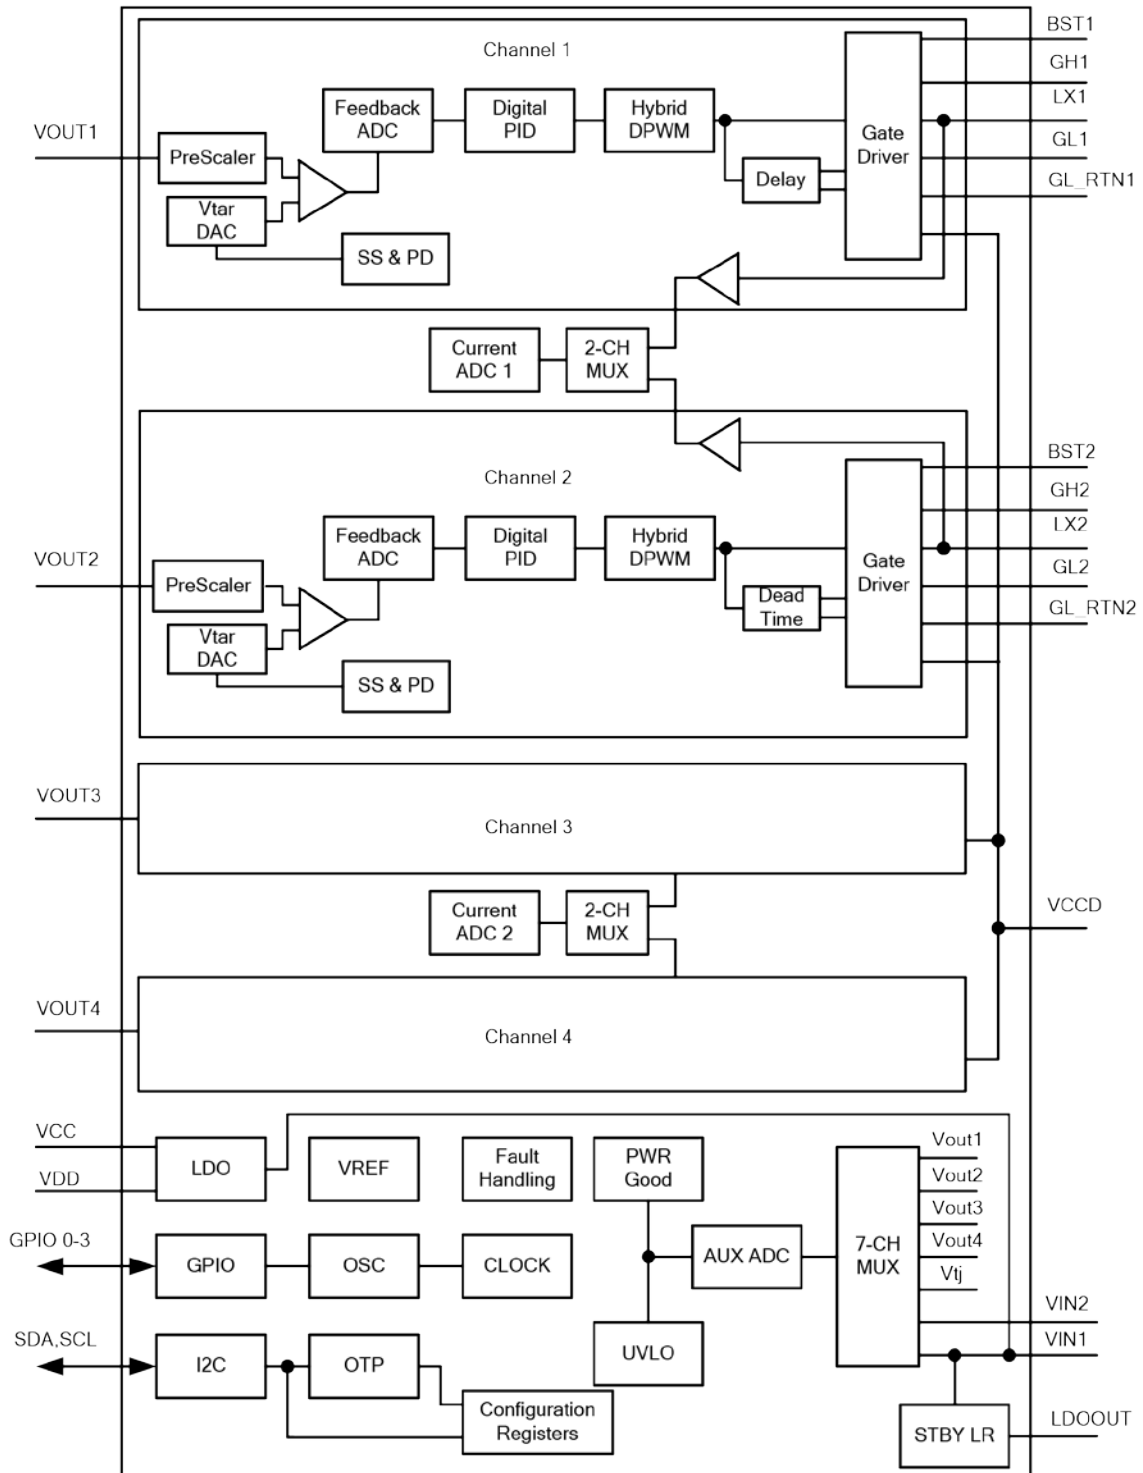 BST1
Channel 1
GH1
LX1
Feedback
ADC
Digital
PID
Hybrid
DPWM
Gate
Driver
VOUT1
PreScaler
GL1
Delay
GL_RTN1
Vtar
DAC
SS & PD
Current
ADC 1
2-CH
MUX
BST2
Channel 2
GH2
LX2
Feedback
ADC
Digital
PID
Hybrid
DPWM
Gate
Driver
VOUT2
PreScaler
GL2
Dead
Time
GL_RTN2
Vtar
DAC
SS & PD
VOUT3
Channel 3
Current
ADC 2
2-CH
MUX
VCCD
VOUT4
Channel 4
VCC
VDD
LDO
VREF
Fault
Handling
PWR
Good
Vout1
Vout2
Vout3
Vout4
Vtj
GPIO 0-3
GPIO
OSC
CLOCK
AUX ADC
7-CH
MUX
VIN2
VIN1
SDA,SCL
I2C
OTP
UVLO
Configuration
Registers
STBY LR
LDOOUT